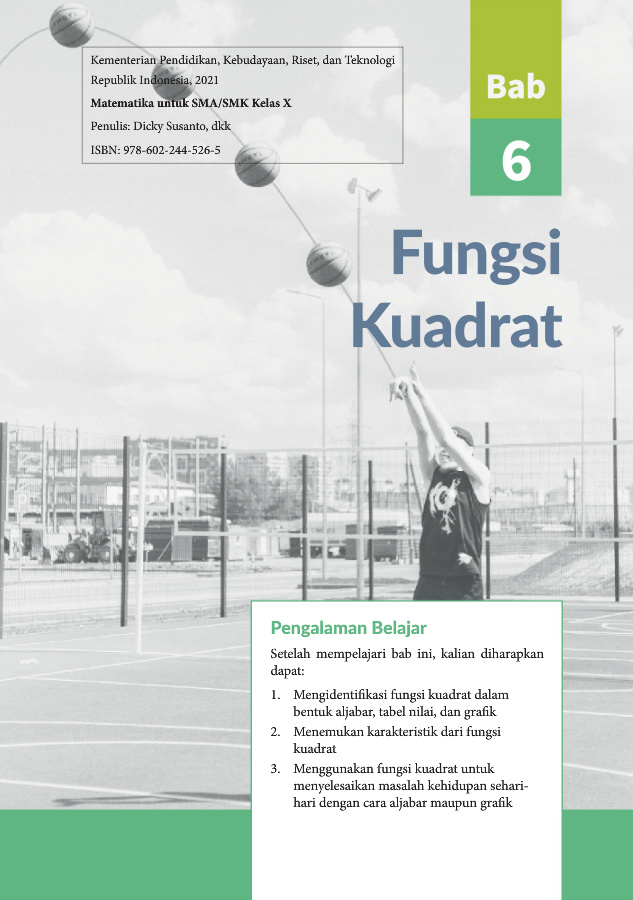 Kementerian Pendidikan, Kebudayaan, Riset, dan Teknologi
Republik Indonesia, 2021
Matematika untuk SMA/SMK Kelas X
Penulis: Dicky Susanto, dkk
ISBN: 978-602-244-526-5
Bab
6
Fungsi
Kuadrat
Pengalaman Belajar
Setelah mempelajari bab ini, kalian diharapkan
dapat:
1. Mengidentifikasi fungsi kuadrat dalam
bentuk aljabar, tabel nilai, dan grafik
2. Menemukan karakteristik dari fungsi
kuadrat
3. Menggunakan fungsi kuadrat untuk
menyelesaikan masalah kehidupan sehari-
hari dengan cara aljabar maupun grafik